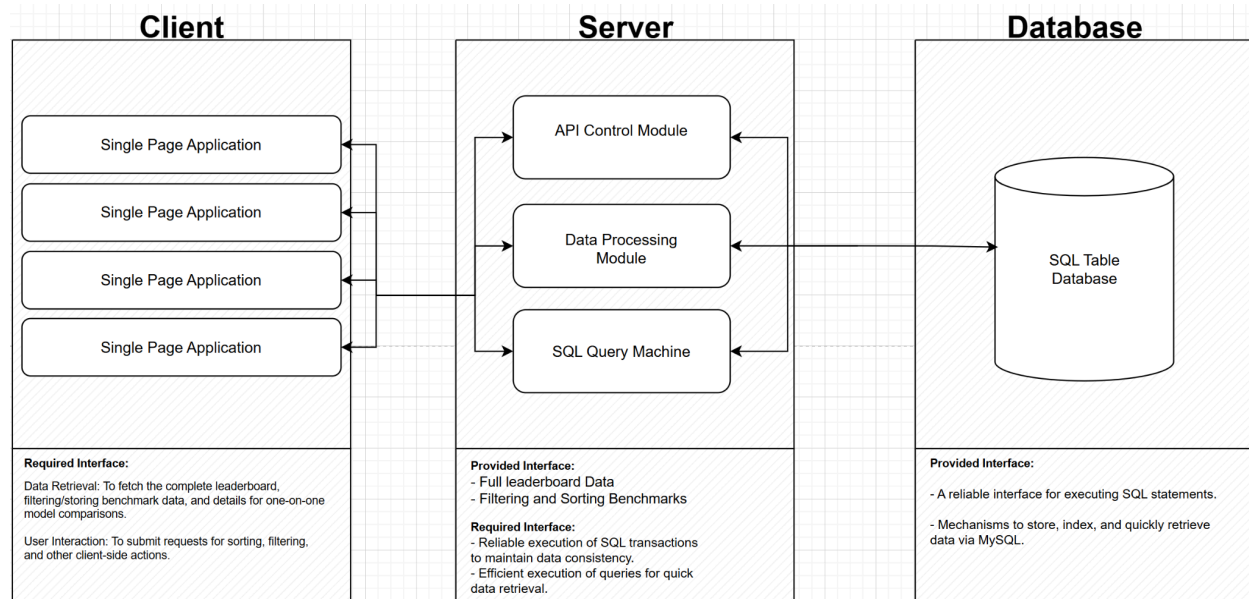 Client
Server
Database
Single Page Application
Single Page Application
Single Page Application
Single Page Application
API Control Module
Data Processing
Module
SQL Query Machine
SQL Table
Database
Required Interface:
Data Retrieval: To fetch the complete leaderboard,
filtering/storing benchmark data, and details for one-on-one
model comparisons.
User Interaction: To submit requests for sorting, filtering,
and other client-side actions.
Provided Interface:
- Full leaderboard Data
- Filtering and Sorting Benchmarks
Required Interface:
- Reliable execution of SQL transactions
to maintain data consistency.
- Efficient execution of queries for quick
data retrieval.
Provided Interface:
- A reliable interface for executing SQL statements.
- Mechanisms to store, index, and quickly retrieve
data via MySQL.